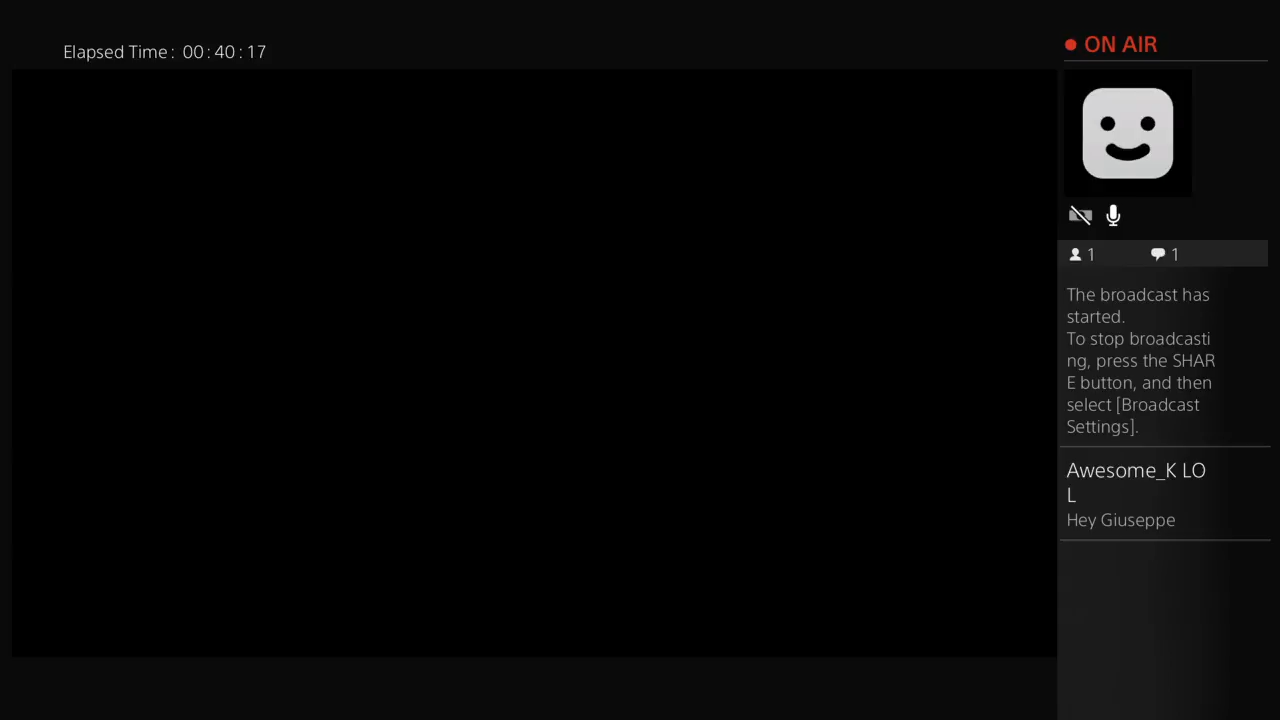 Elapsed Time: 00:40:17
ON AIR
1 1
The broadcast has
started.
To stop broadcasti
ng, press the SHAR
E button, and then
select [Broadcast
Settings].
Awesome_K LO
L
Hey Giuseppe